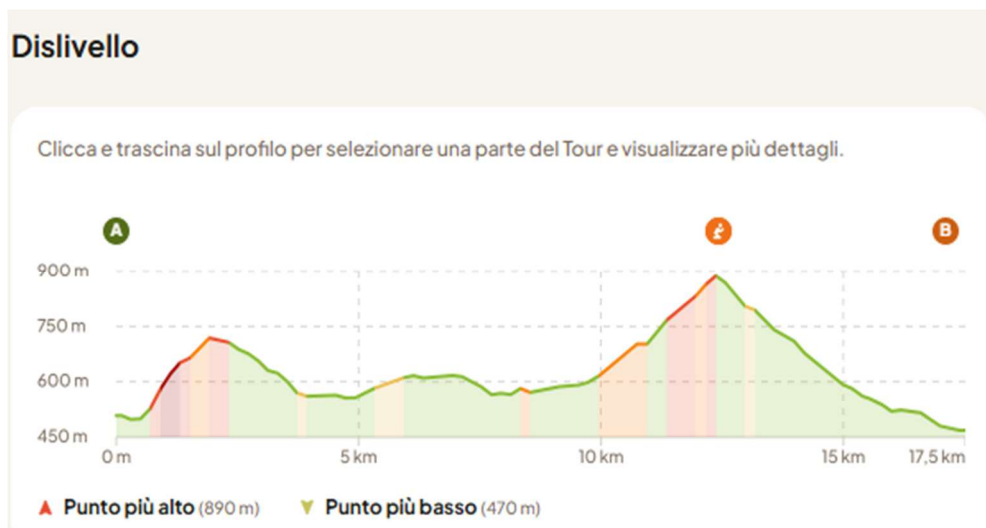 Dislivello
Clicca e trascina sul profilo per selezionare una parte del Tour e visualizzare più dettagli.
A B
900 m
750 m
600 m
450 m
0 m 5 km 10 km 15 km 17,5 km
Punto più alto (890 m) Punto più basso (470 m)